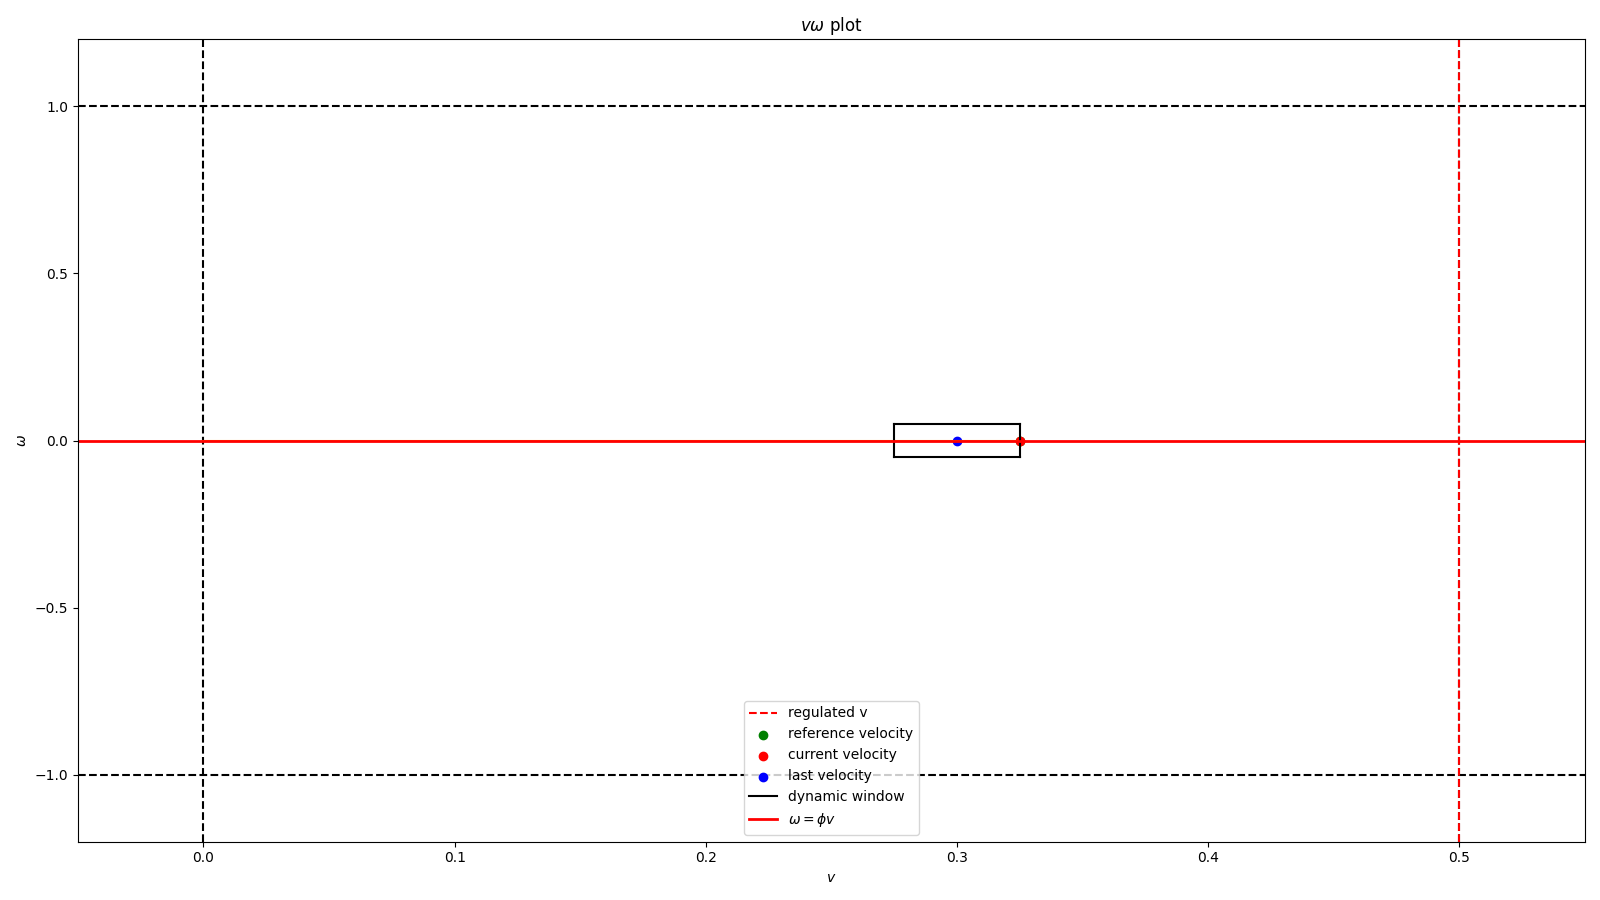 vω plot
1.0
0.5
0.0
−0.5
−1.0
ω
regulated v
reference velocity
current velocity
last velocity
dynamic window
ω = ϕv
0.0 0.1 0.2 0.3 0.4 0.5
v